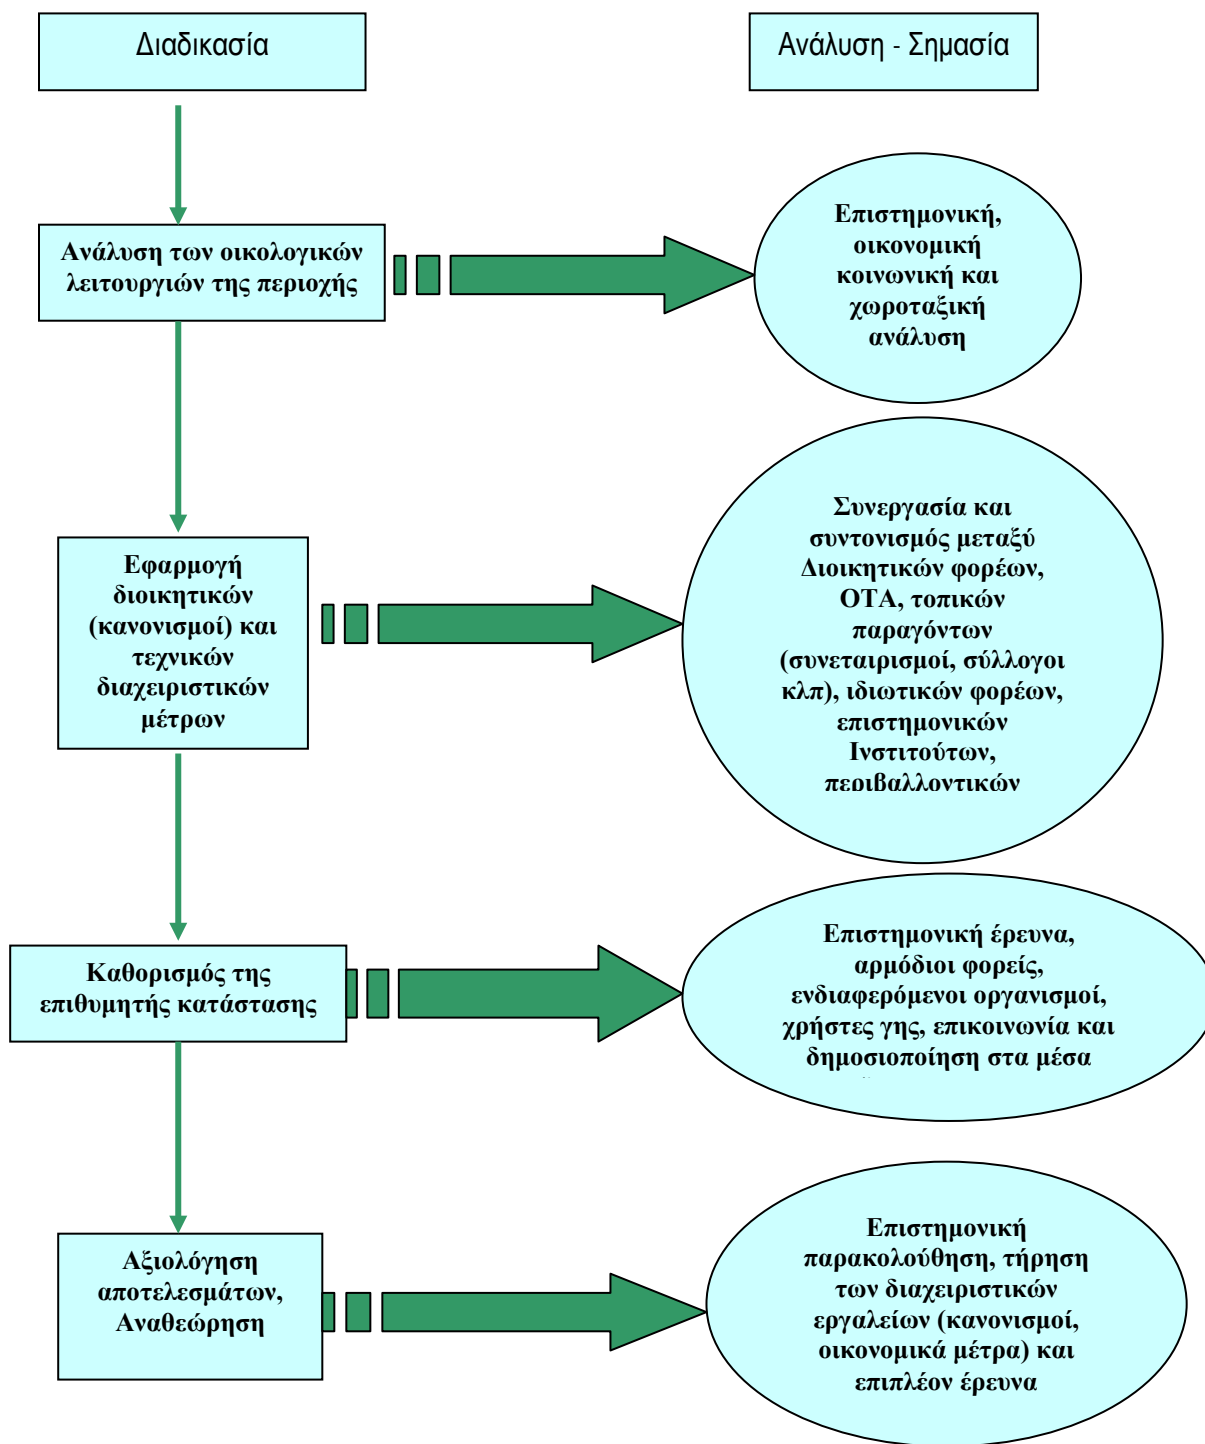 Διαδικασία
Ανάλυση - Σημασία
Ανάλυση των οικολογικών
λειτουργιών της περιοχής
Επιστημονική,
οικονομική
κοινωνική και
χωροταξική
ανάλυση
Εφαρμογή
διοικητικών
(κανονισμοί) και
τεχνικών
διαχειριστικών
μέτρων
Συνεργασία και
συντονισμός μεταξύ
Διοικητικών φορέων,
ΟΤΑ, τοπικών
παραγόντων
(συνεταιρισμοί, σύλλογοι
κλπ), ιδιωτικών φορέων,
επιστημονικών
Ινστιτούτων,
περιβαλλοντικών
Καθορισμός της
επιθυμητής κατάστασης
Επιστημονική έρευνα,
αρμόδιοι φορείς,
ενδιαφερόμενοι οργανισμοί,
χρήστες γης, επικοινωνία και
δημοσιοποίηση στα μέσα
Αξιολόγηση
αποτελεσμάτων,
Αναθεώρηση
Επιστημονική
παρακολούθηση, τήρηση
των διαχειριστικών
εργαλείων (κανονισμοί,
οικονομικά μέτρα) και
επιπλέον έρευνα